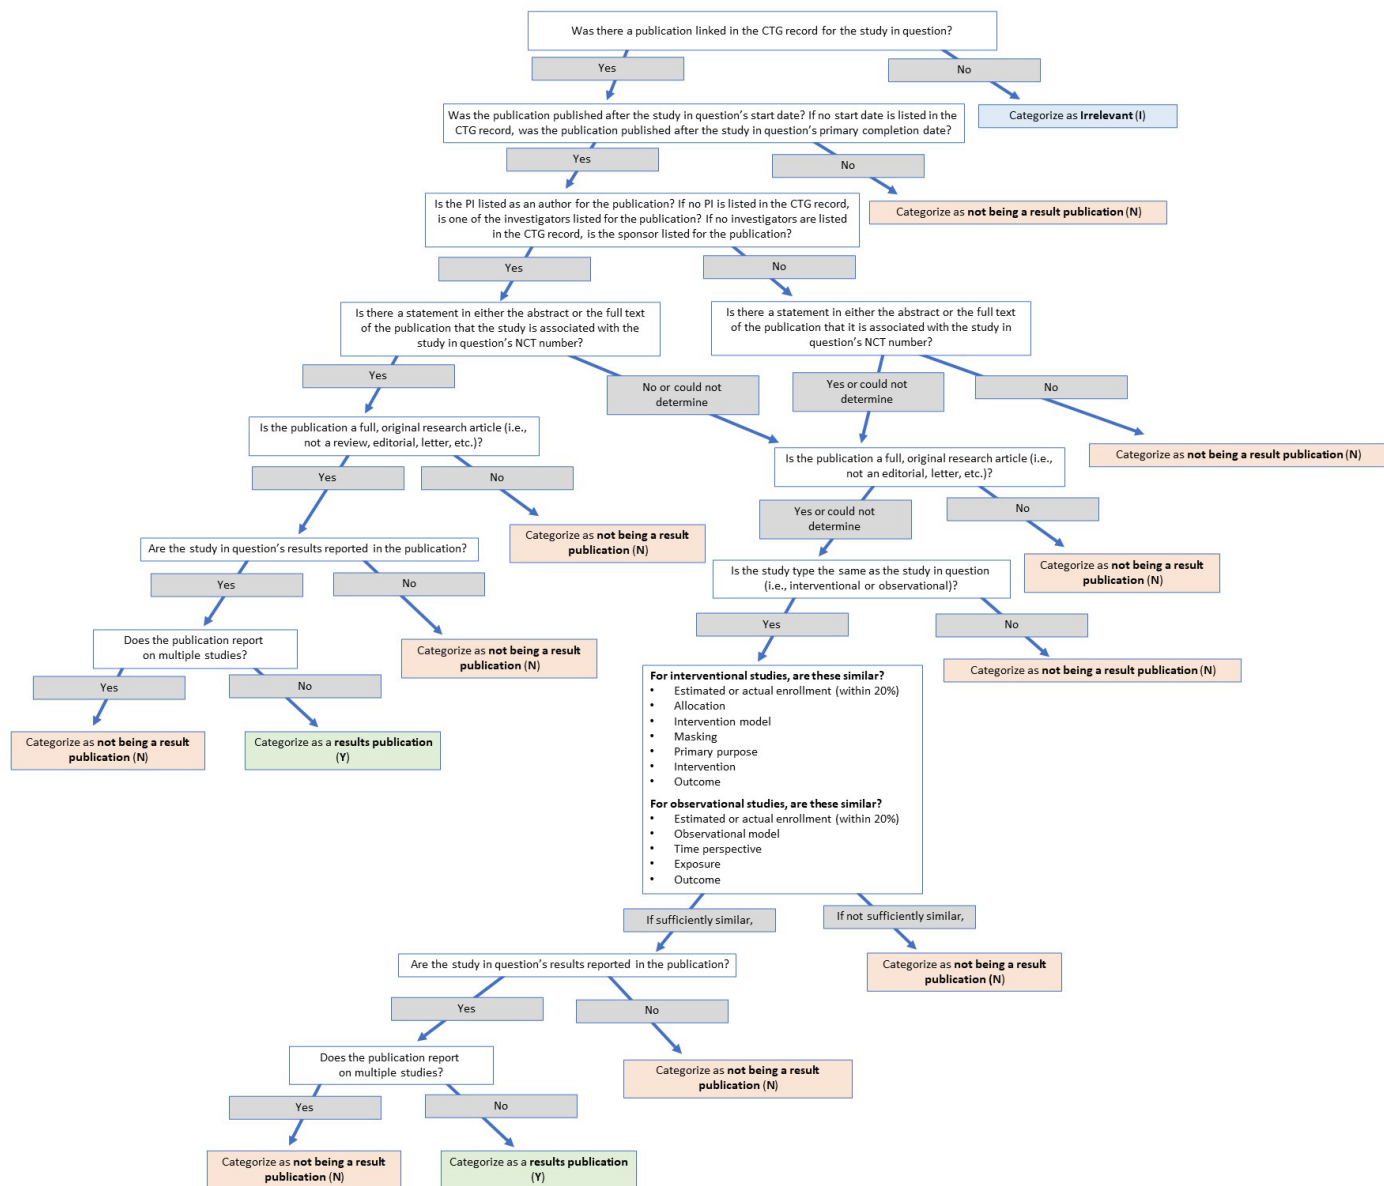 Was there a publication linked in the CTG record for the study in question?
Yes
No
Categorize as Irrelevant (I)
Was the publication published after the study in question's start date? If no start date is listed in the
CTG record, was the publication published after the study in question's primary completion date?
Yes
No
Categorize as not being a result publication (N)
Is the PI listed as an author for the publication? If no PI is listed in the CTG record,
is one of the investigators listed for the publication? If no investigators are listed
in the CTG record, is the sponsor listed for the publication?
Yes
No
Is there a statement in either the abstract or the full text
of the publication that the study is associated with the
study in question's NCT number?
Is there a statement in either the abstract or the full text
of the publication that it is associated with the study in
question's NCT number?
Yes
No or could not
determine
Yes or could not
determine
No
Categorize as not being a result publication (N)
Is the publication a full, original research article (i.e.,
not a review, editorial, letter, etc.)?
Is the publication a full, original research article (i.e.,
not an editorial, letter, etc.)?
Yes
No
Categorize as not being a result
publication (N)
Yes or could not
determine
No
Categorize as not being a result
publication (N)
Are the study in question's results reported in the publication?
Is the study type the same as the study in question
(i.e., interventional or observational)?
Yes
No
Categorize as not being a result
publication (N)
Yes
No
Categorize as not being a result publication (N)
Does the publication report
on multiple studies?
Yes
No
Categorize as not being a result
publication (N)
Categorize as a results publication
(Y)
For interventional studies, are these similar?
• Estimated or actual enrollment (within 20%)
• Allocation
• Intervention model
• Masking
• Primary purpose
• Intervention
• Outcome
For observational studies, are these similar?
• Estimated or actual enrollment (within 20%)
• Observational model
• Time perspective
• Exposure
• Outcome
If sufficiently similar,
If not sufficiently similar,
Categorize as not being a result
publication (N)
Are the study in question's results reported in the publication?
Yes
No
Categorize as not being a result
publication (N)
Does the publication report
on multiple studies?
Yes
No
Categorize as not being a result
publication (N)
Categorize as a results publication
(Y)